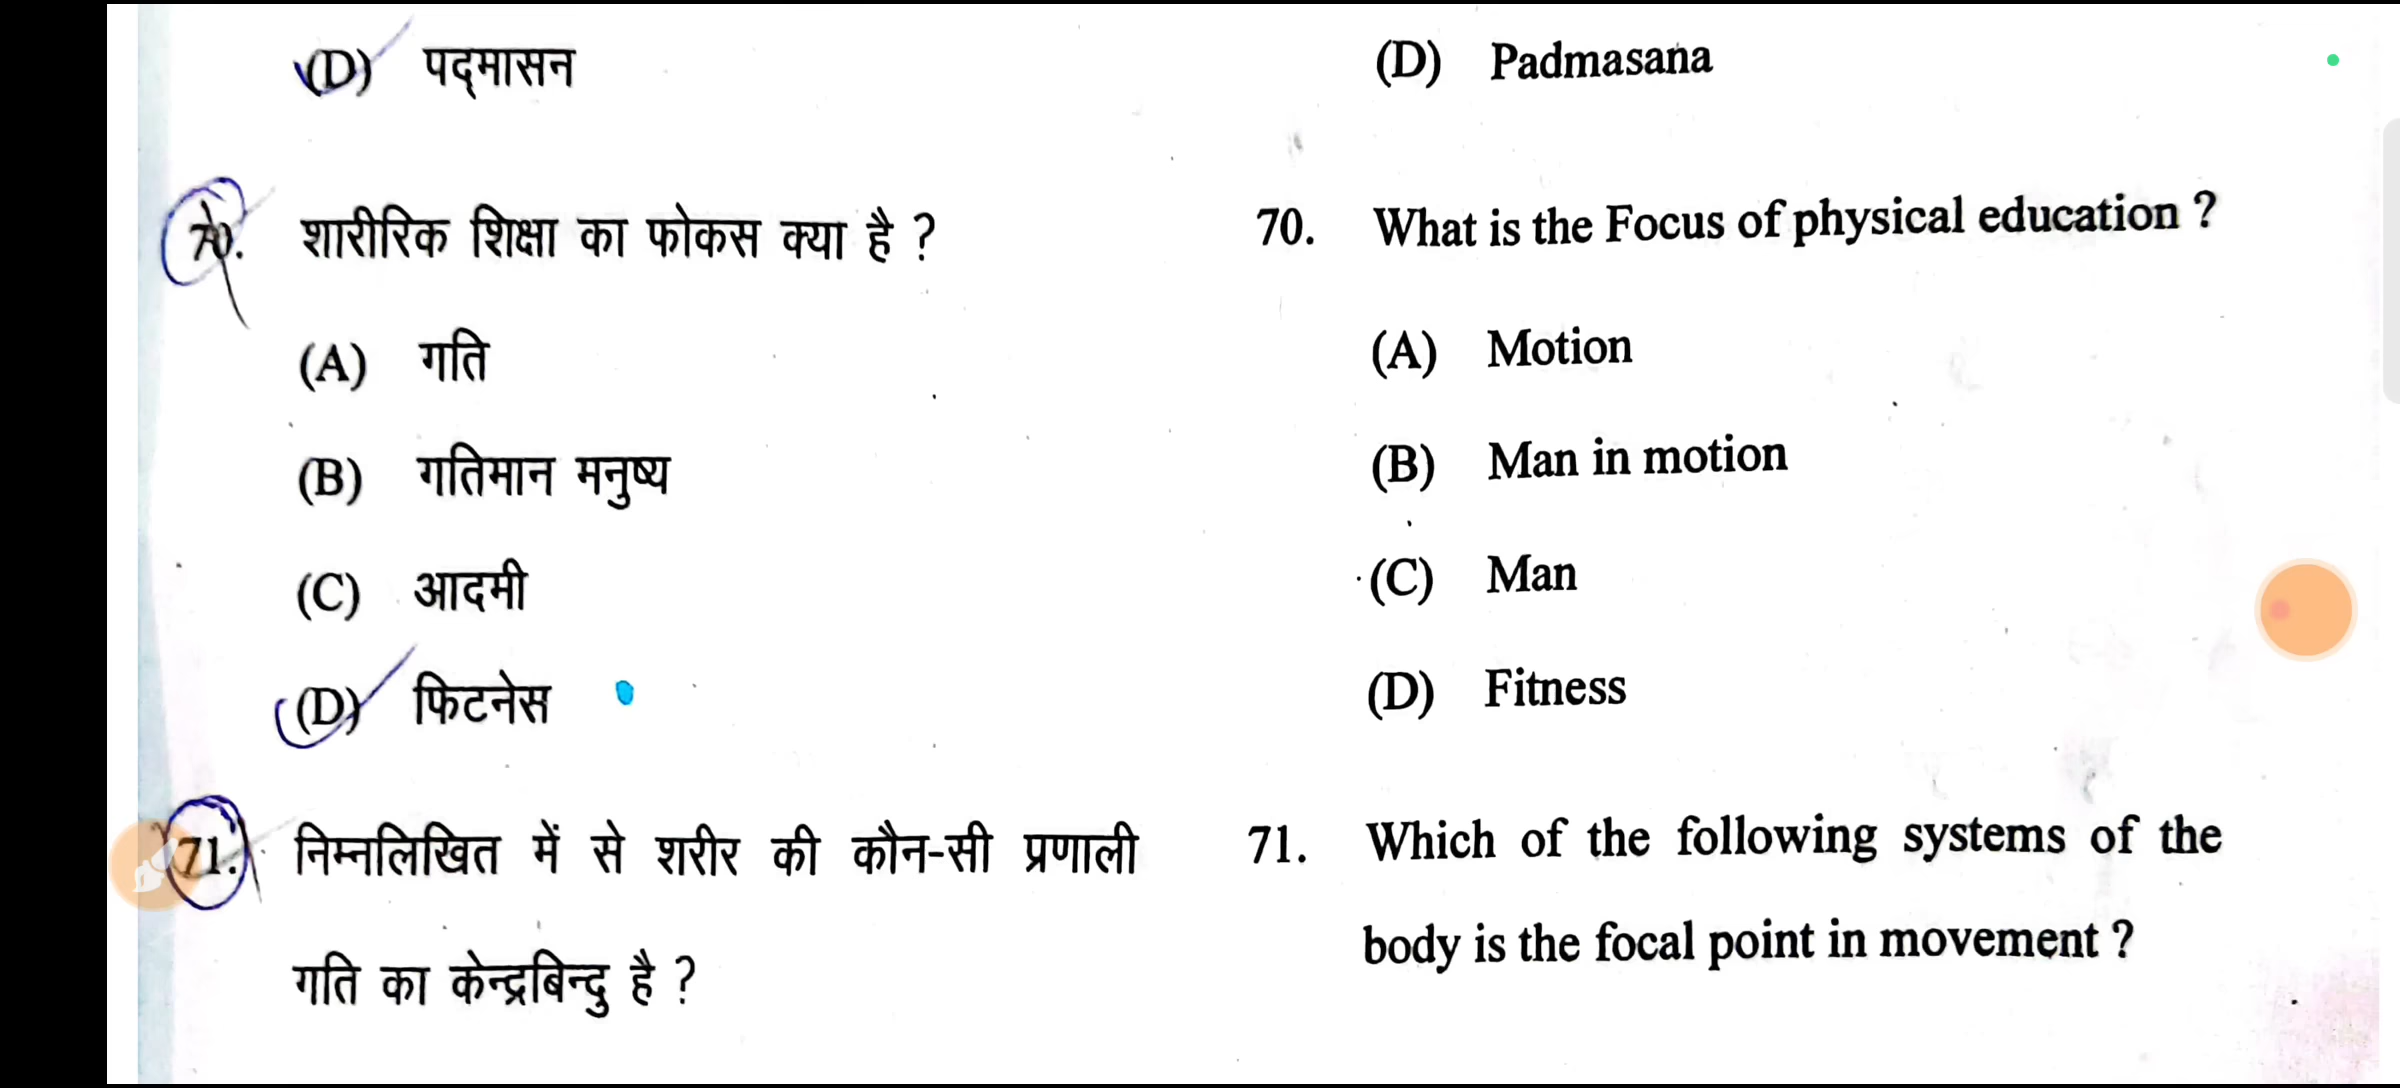 (D) पद्मासन
70. शारीरिक शिक्षा का फोकस क्या है ?
(A) गति
(B) गतिमान मनुष्य
(C) आदमी
(D) फिटनेस
71. निम्नलिखित में से शरीर की कौन-सी प्रणाली
गति का केन्द्रबिन्दु है ?
(D) Padmasana
70. What is the Focus of physical education ?
(A) Motion
(B) Man in motion
(C) Man
(D) Fitness
71. Which of the following systems of the
body is the focal point in movement ?